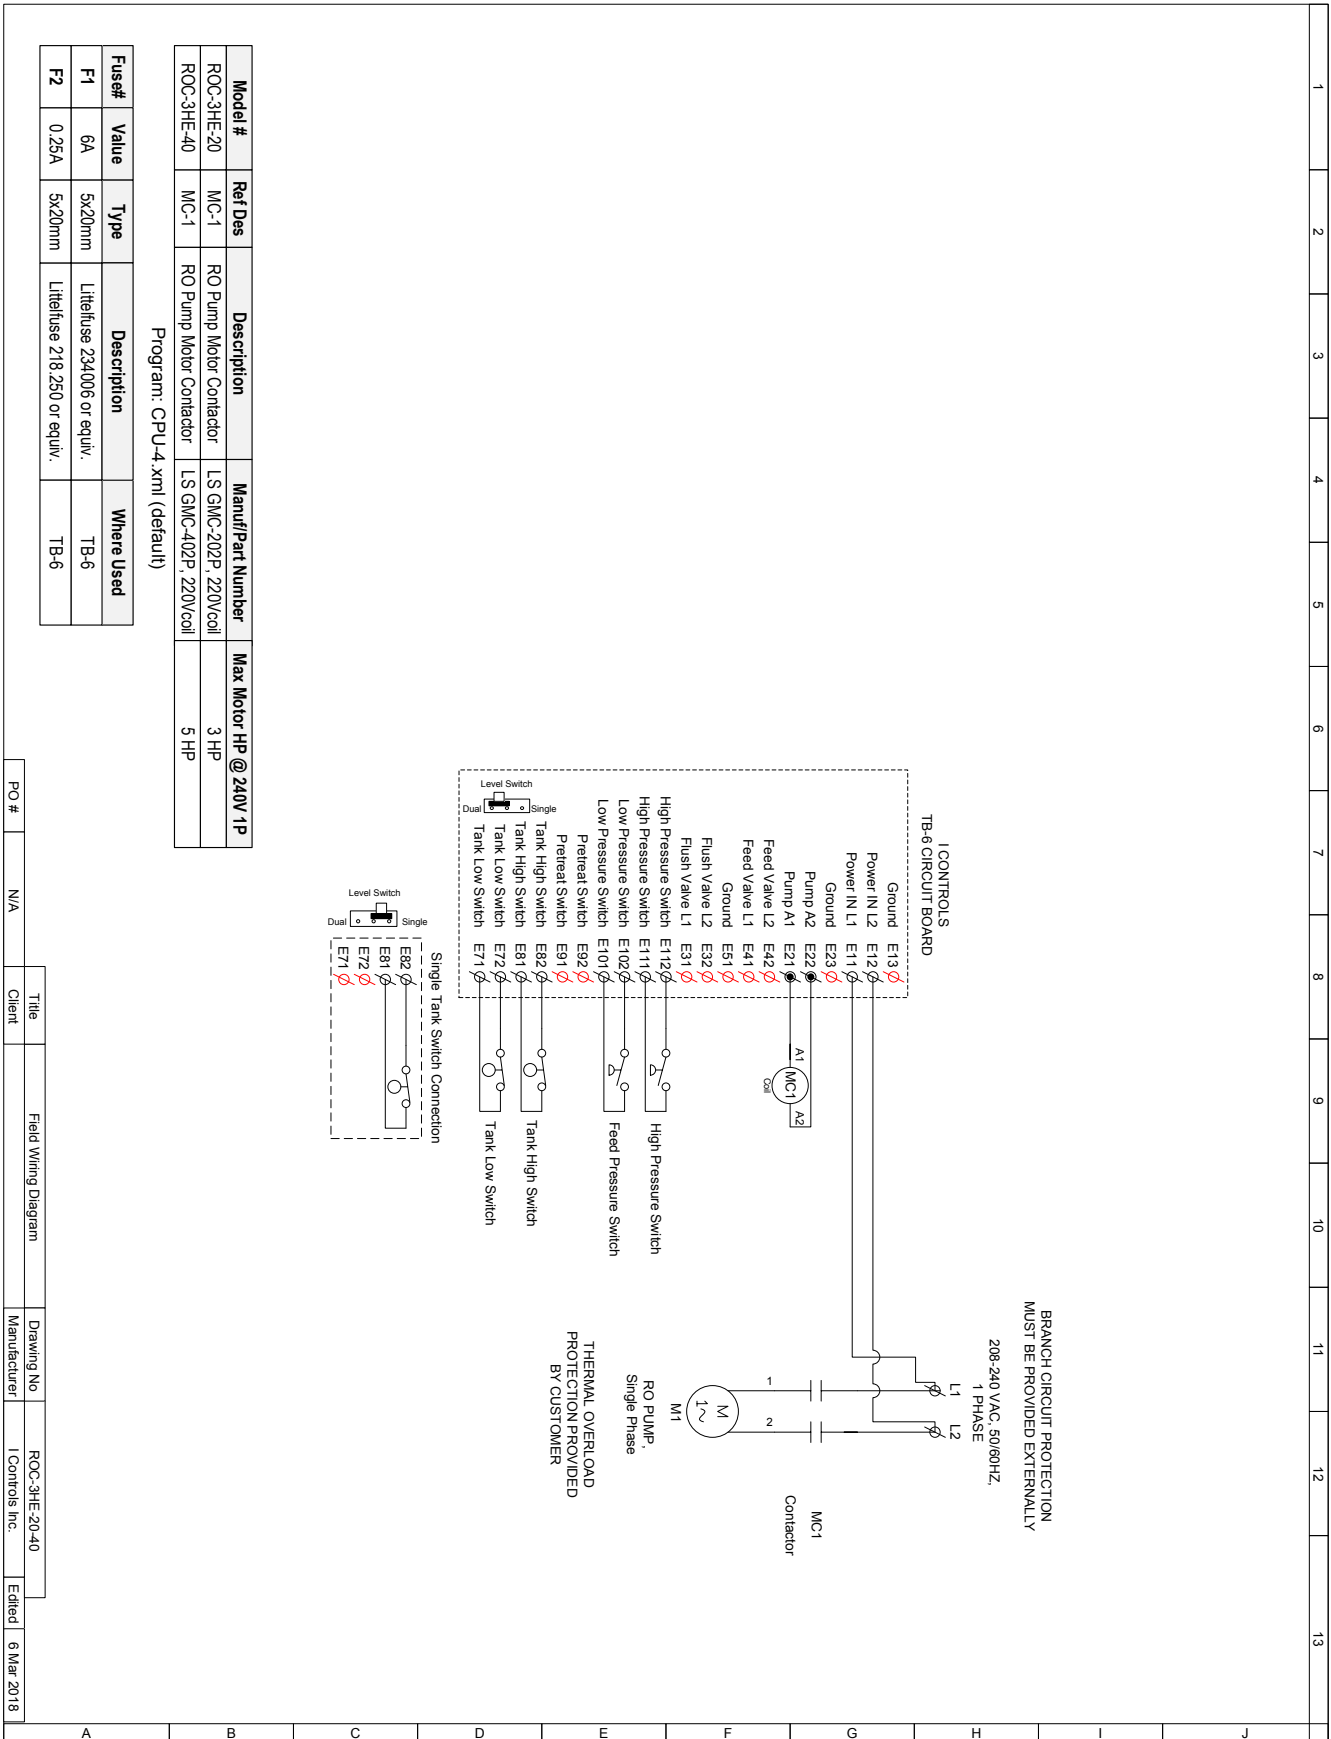 1 2 3 4 5 6 7 8 9 10 11 12 13
J
I
H
G
F
E
D
C
B
A
BRANCH CIRCUIT PROTECTION
MUST BE PROVIDED EXTERNALLY
208-240 VAC, 50/60HZ,
1 PHASE
L1 L2
I CONTROLS
TB-6 CIRCUIT BOARD
Ground E13
Power IN L2 E12
Power IN L1 E11
Ground E23
Pump A2 E22
Pump A1 E21
Feed Valve L2 E42
Feed Valve L1 E41
Ground E51
Flush Valve L2 E32
Flush Valve L1 E31
High Pressure Switch E112
High Pressure Switch E111
Low Pressure Switch E102
Low Pressure Switch E101
Pretreat Switch E92
Pretreat Switch E91
Tank High Switch E82
Tank High Switch E81
Tank Low Switch E72
Tank Low Switch E71
Level Switch
Dual Single
A1 MC1 A2
Coil
High Pressure Switch
Feed Pressure Switch
Tank High Switch
Tank Low Switch
MC1
Contactor
1 2
M
1~
M1
RO PUMP,
Single Phase
THERMAL OVERLOAD
PROTECTION PROVIDED
BY CUSTOMER
Single Tank Switch Connection
E82
E81
E72
E71
Level Switch
Dual Single
Model # Ref Des Description Manuf/Part Number Max Motor HP @ 240V 1P
ROC-3HE-20 MC-1 RO Pump Motor Contactor LS GMC-202P, 220Vcoil 3 HP
ROC-3HE-40 MC-1 RO Pump Motor Contactor LS GMC-402P, 220Vcoil 5 HP
Program: CPU-4.xml (default)
Fuse# Value Type Description Where Used
F1 6A 5x20mm Littelfuse 234006 or equiv. TB-6
F2 0.25A 5x20mm Littelfuse 218.250 or equiv. TB-6
Title Field Wiring Diagram Drawing No ROC-3HE-20-40
PO # N/A Client Manufacturer I Controls Inc. Edited 6 Mar 2018